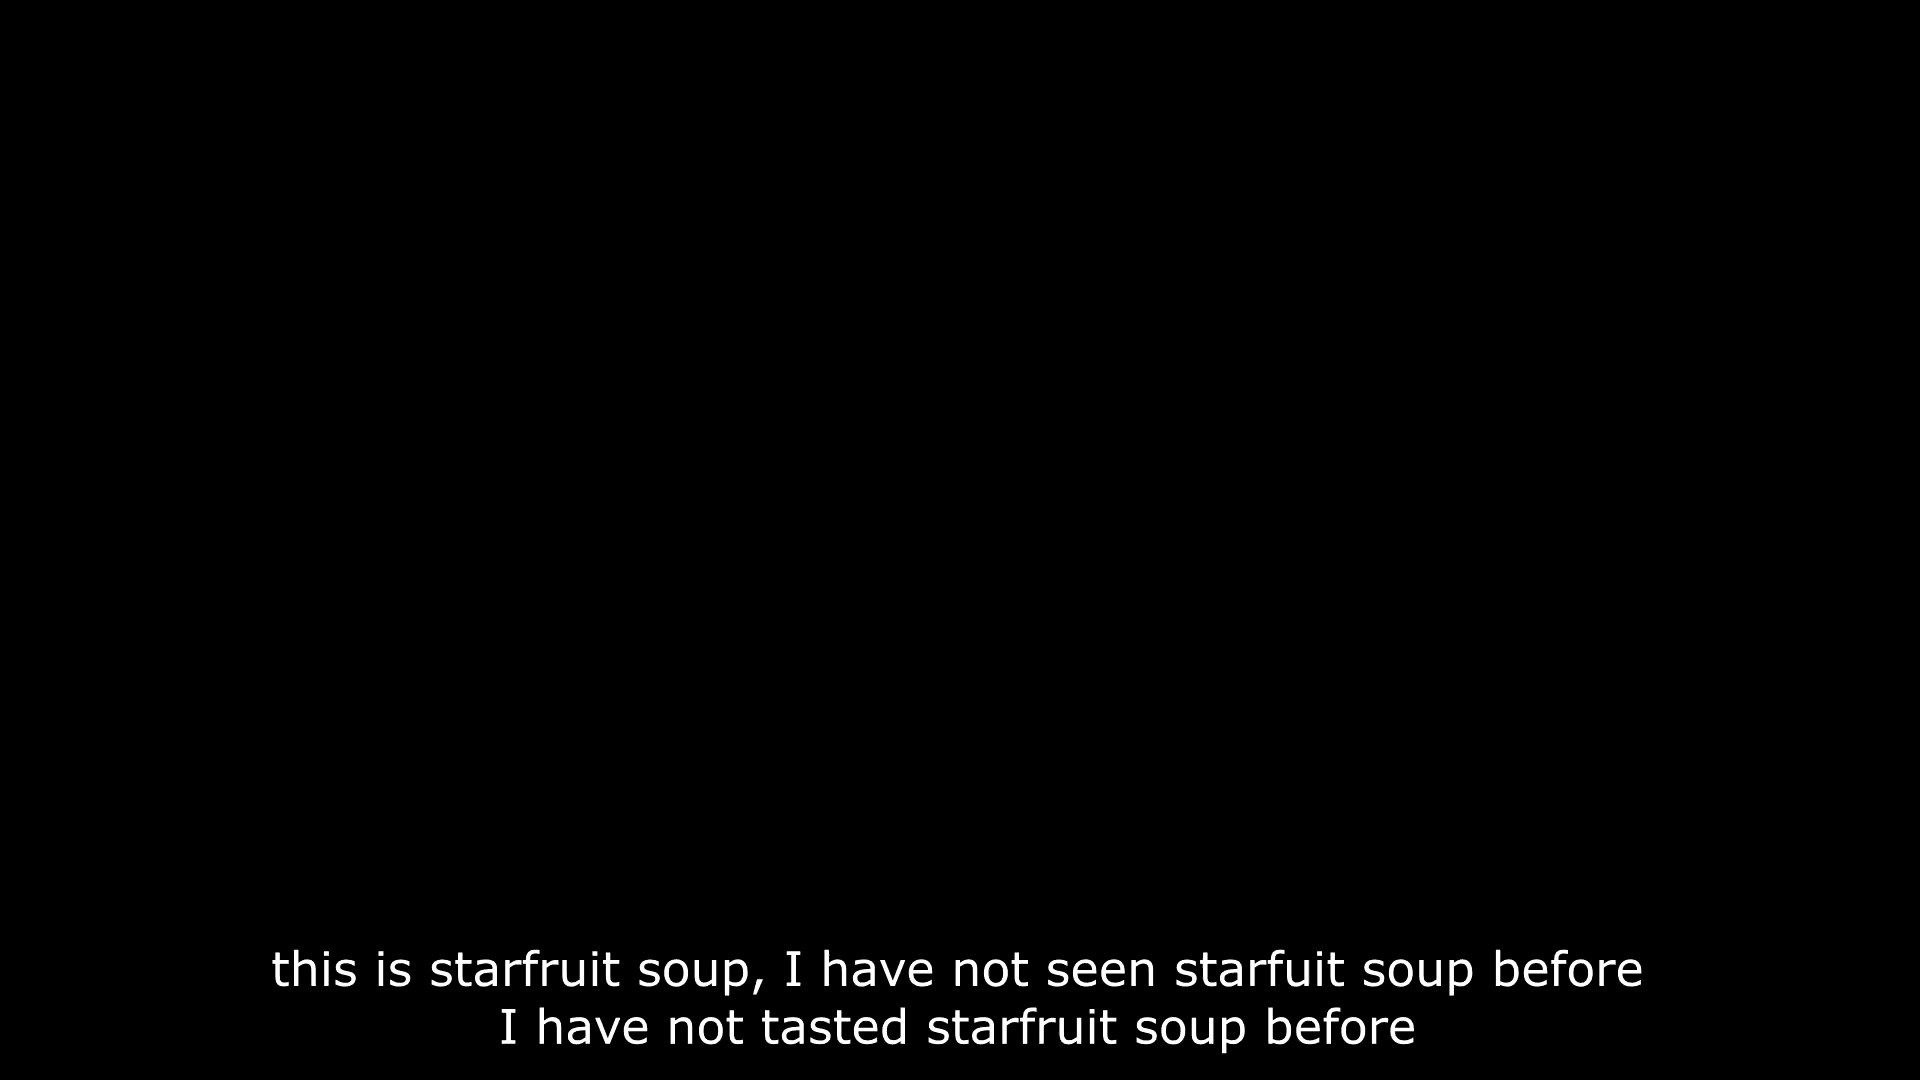 this is starfruit soup, I have not seen starfuit soup before
I have not tasted starfruit soup before